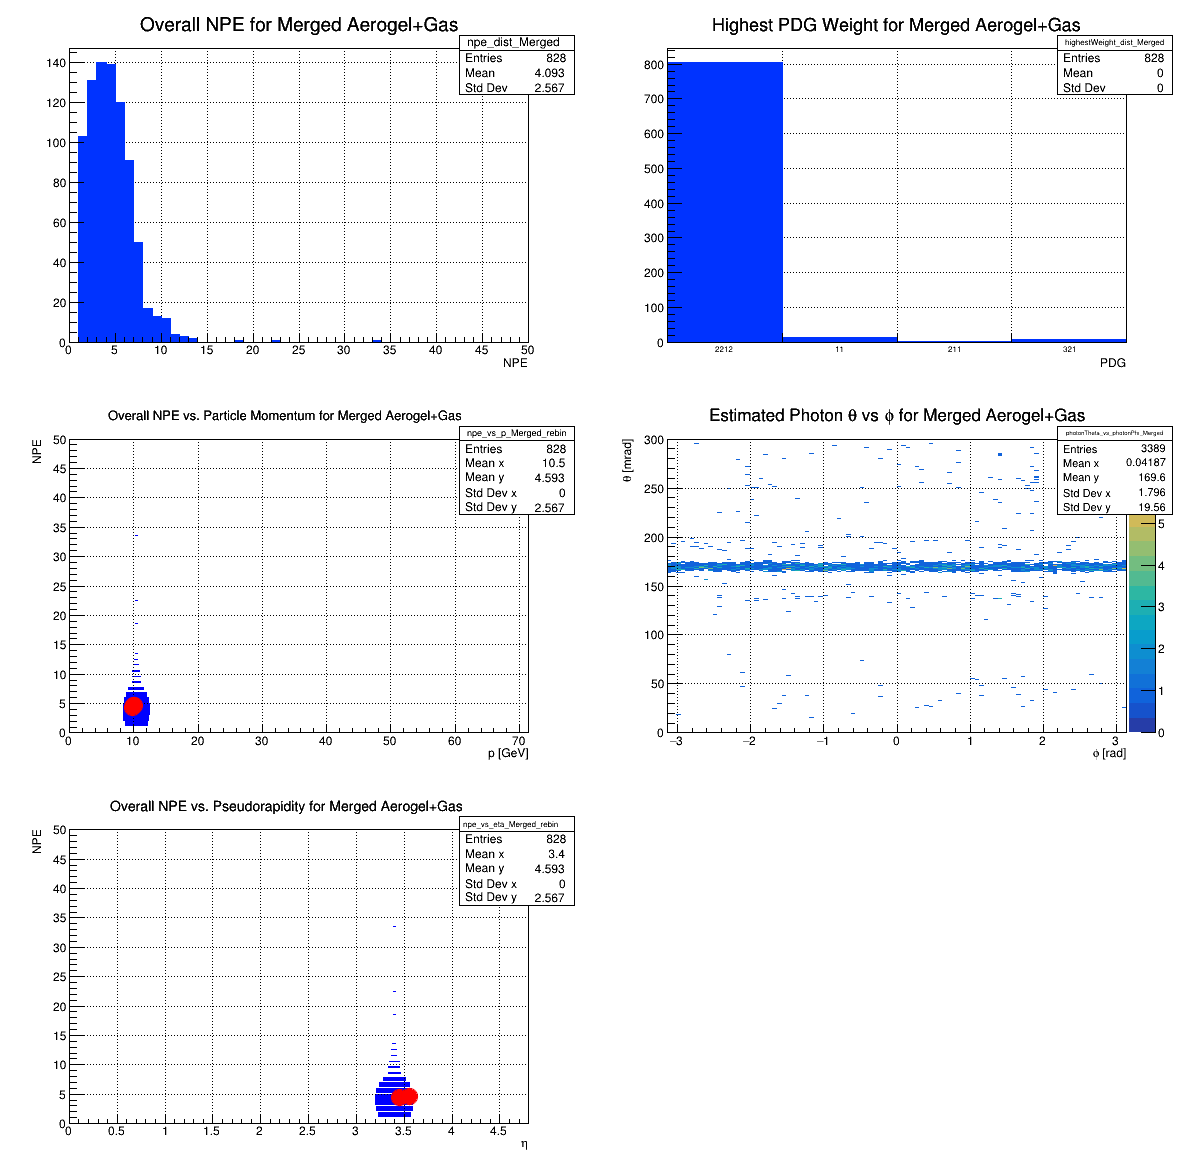 Overall NPE for Merged Aerogel+Gas
npe_dist_Merged
Entries 828
Mean 4.093
Std Dev 2.567
140
120
100
80
60
40
20
0
0 5 10 15 20 25 30 35 40 45 50
NPE
Highest PDG Weight for Merged Aerogel+Gas
highestWeight_dist_Merged
Entries 828
Mean 0
Std Dev 0
800
700
600
500
400
300
200
100
0
2212 11 211 321
PDG
Overall NPE vs. Particle Momentum for Merged Aerogel+Gas
npe_vs_p_Merged_rebin
Entries 828
Mean x 10.5
Mean y 4.593
Std Dev x 0
Std Dev y 2.567
NPE
50
45
40
35
30
25
20
15
10
5
0
0 10 20 30 40 50 60 70
p [GeV]
Estimated Photon θ vs ϕ for Merged Aerogel+Gas
photonTheta_vs_photonPhi_Merged
Entries 3389
Mean x 0.04187
Mean y 169.6
Std Dev x 1.796
Std Dev y 19.56
θ [mrad]
300
250
200
150
100
50
0
−3 −2 −1 0 1 2 3
ϕ [rad]
5
4
3
2
1
0
Overall NPE vs. Pseudorapidity for Merged Aerogel+Gas
npe_vs_eta_Merged_rebin
Entries 828
Mean x 3.4
Mean y 4.593
Std Dev x 0
Std Dev y 2.567
NPE
50
45
40
35
30
25
20
15
10
5
0
0 0.5 1 1.5 2 2.5 3 3.5 4 4.5
η